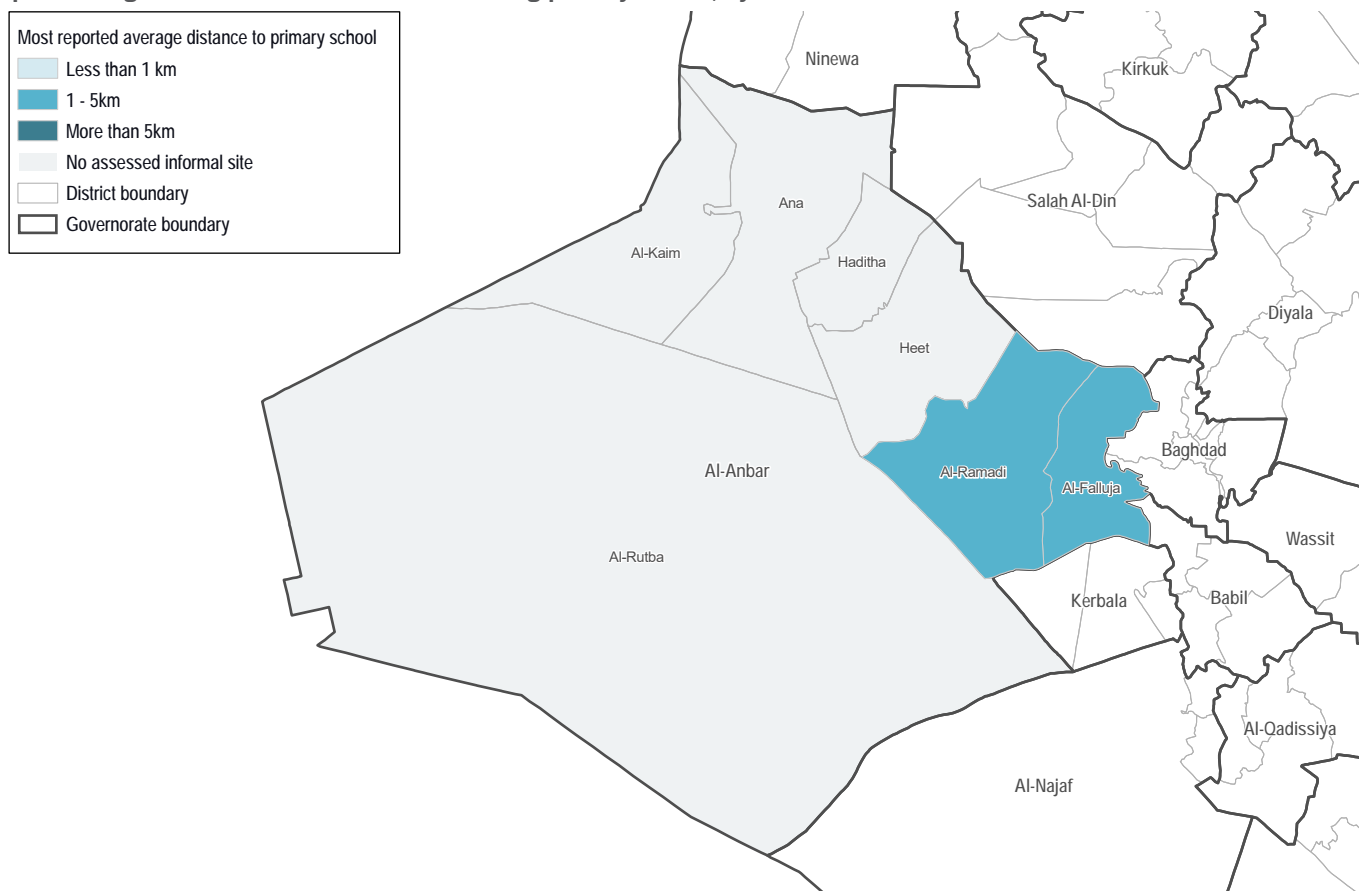 Most reported average distance to primary school
Less than 1 km
1 - 5km
More than 5km
No assessed informal site
District boundary
Governorate boundary
Ninewa
Kirkuk
Ana
Salah Al-Din
Al-Kaim
Haditha
Diyala
Heet
Baghdad
Al-Anbar
Al-Ramadi
Al-Falluja
Wassit
Al-Rutba
Kerbala
Babil
Al-Qadissiya
Al-Najaf